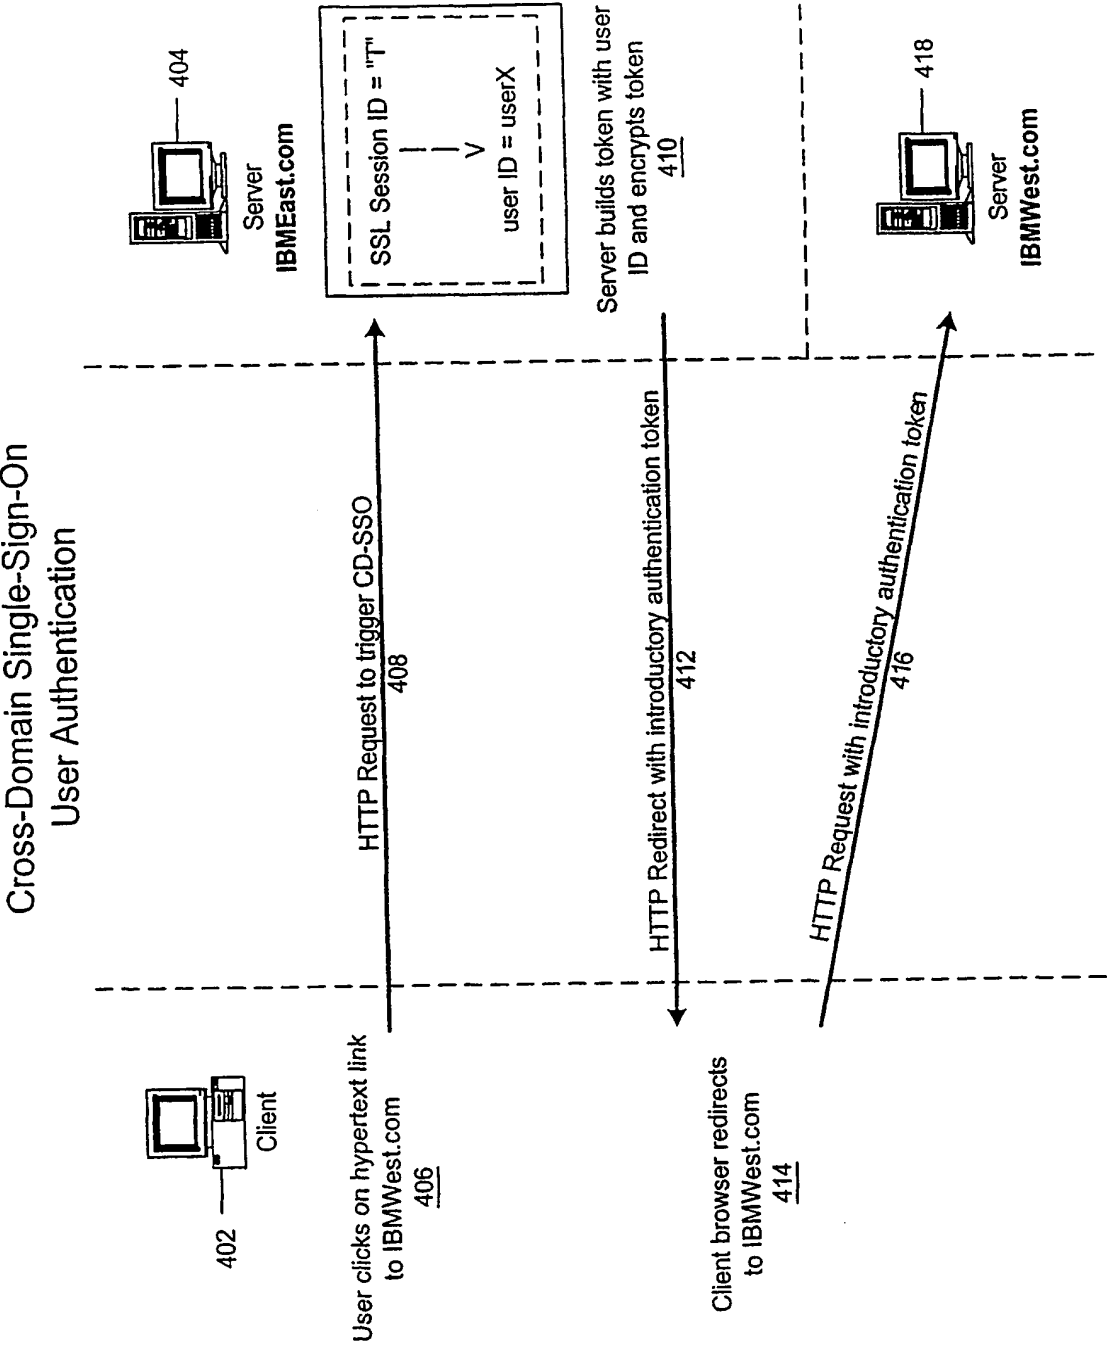 Cross-Domain Single-Sign-On
User Authentication
402
Client
404
Server
IBMEast.com
User clicks on hypertext link
to IBMWest.com
406
HTTP Request to trigger CD-SSO
408
SSL Session ID = "T"
user ID = userX
Server builds token with user
ID and encrypts token
410
HTTP Redirect with introductory authentication token
412
Client browser redirects
to IBMWest.com
414
HTTP Request with introductory authentication token
416
418
Server
IBMWest.com